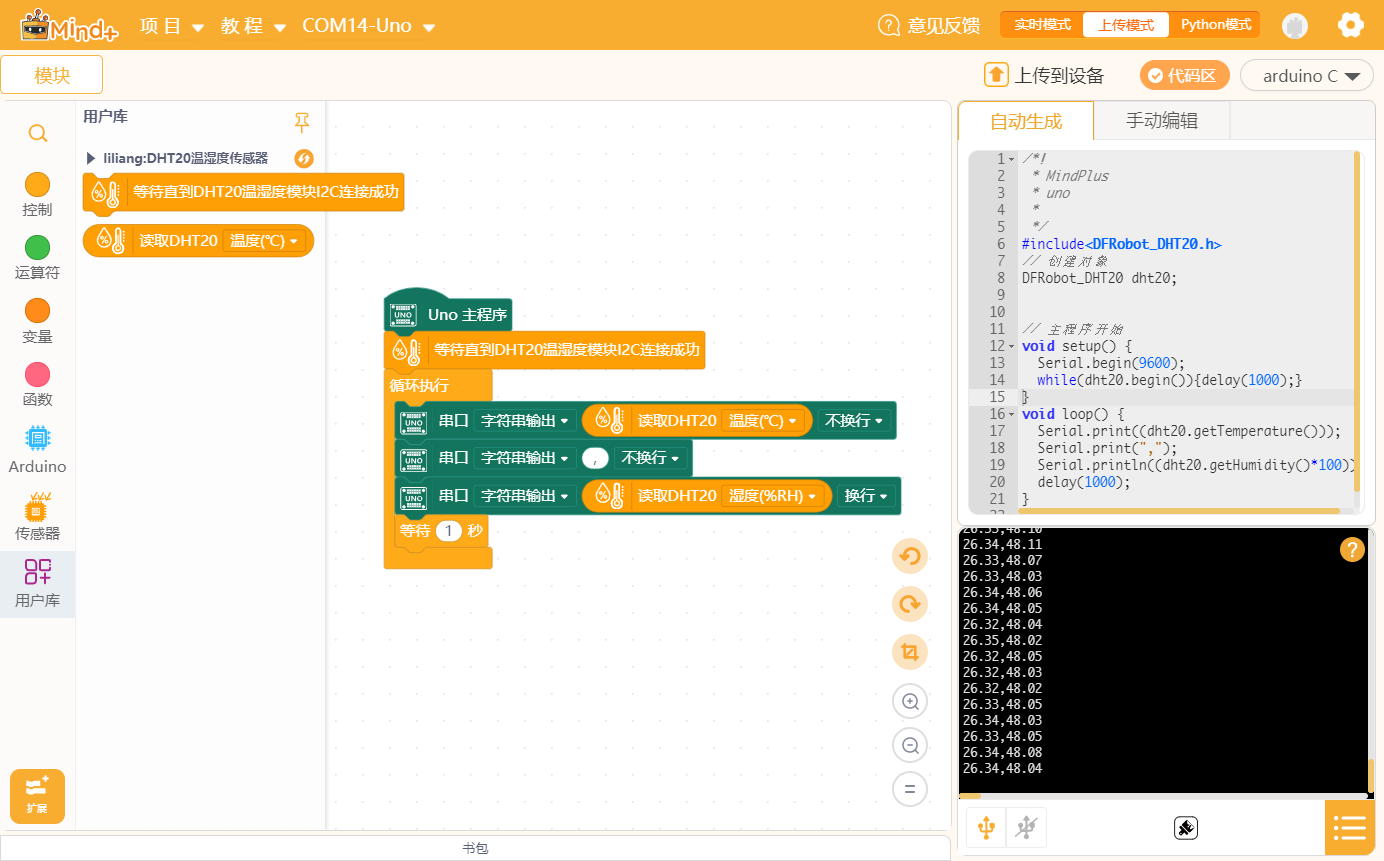 Mind+ 项目 教程 COM14-Uno 意见反馈 实时模式 上传模式 Python模式
模块 上传到设备 代码区 arduino C
用户库
liliang:DHT20温湿度传感器
等待直到DHT20温湿度模块I2C连接成功
读取DHT20 温度(℃)
控制
运算符
变量
函数
Arduino
传感器
用户库
扩展
UNO Uno 主程序
等待直到DHT20温湿度模块I2C连接成功
循环执行
UNO 串口 字符串输出 读取DHT20 温度(℃) 不换行
UNO 串口 字符串输出 , 不换行
UNO 串口 字符串输出 读取DHT20 湿度(%RH) 换行
等待 1 秒
书包
自动生成 手动编辑
1 /*!
2 * MindPlus
3 * uno
4 *
5 */
6 #include<DFRobot_DHT20.h>
7 // 创建对象
8 DFRobot_DHT20 dht20;
9
10
11 // 主程序开始
12 void setup() {
13 Serial.begin(9600);
14 while(dht20.begin()){delay(1000);}
15 }
16 void loop() {
17 Serial.print((dht20.getTemperature()));
18 Serial.print(",");
19 Serial.println((dht20.getHumidity()*100))
20 delay(1000);
21 }
26.33,48.10
26.34,48.11
26.33,48.07
26.33,48.03
26.34,48.06
26.34,48.05
26.32,48.04
26.35,48.02
26.32,48.05
26.32,48.03
26.32,48.02
26.33,48.05
26.34,48.03
26.33,48.05
26.34,48.08
26.34,48.04